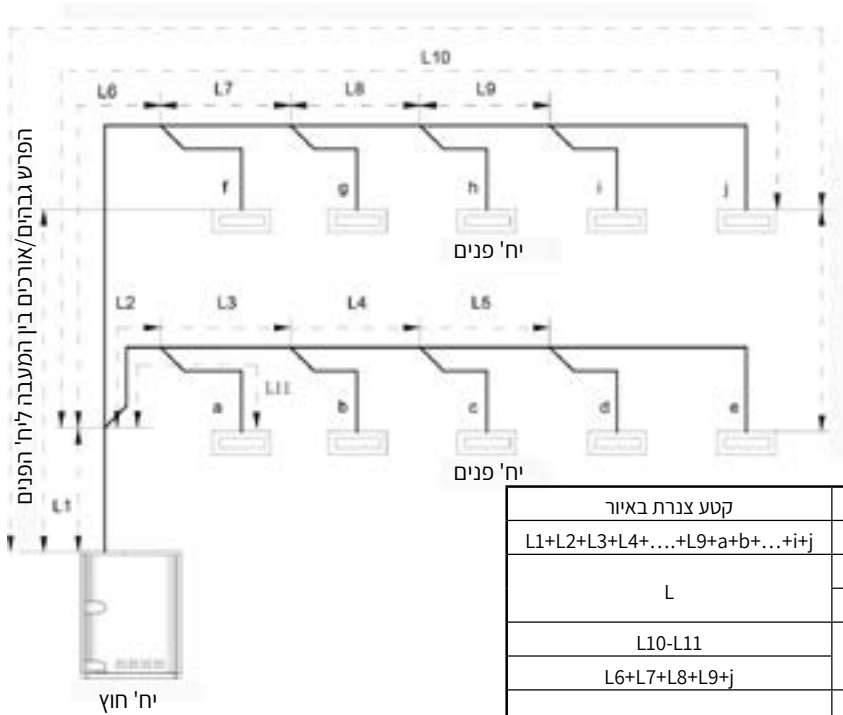 L10
L6 L7 L8 L9
f g h i j
יח' פנים
הפרש גבהים/אורכים בין המעבה ליח' הפנים
L2 L3 L4 L5
L11
a b c d e
יח' פנים
L1
יח' חוץ
קטע צנרת באיור
L1+L2+L3+L4+....+L9+a+b+...+i+j
L
L10-L11
L6+L7+L8+L9+j